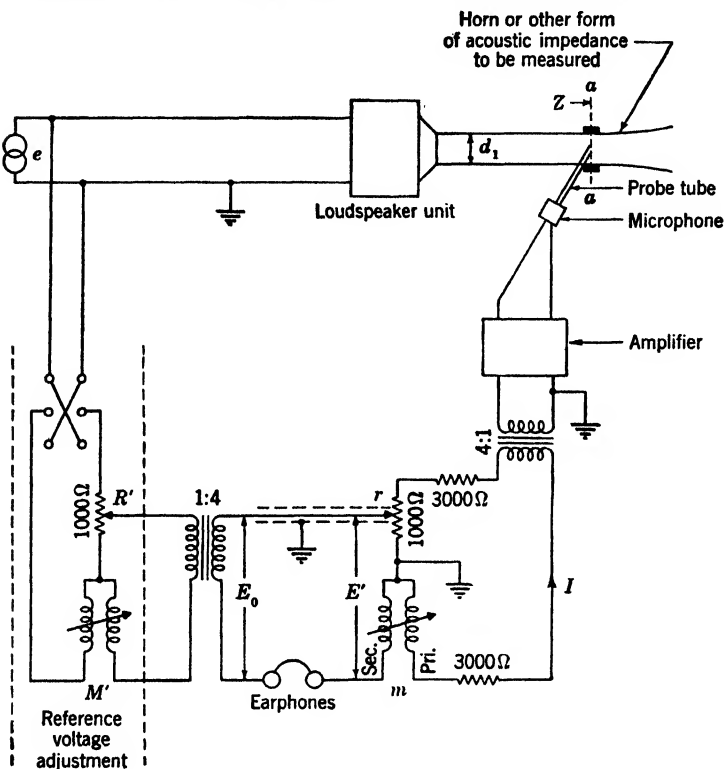 Horn or other form
of acoustic impedance
to be measured
a
Z
e
d₁
Loudspeaker unit
a
Probe tube
Microphone
Amplifier
4:1
3000Ω
R'
1:4
r
1000Ω
1000Ω
E₀
E'
I
Sec.
Pri.
3000Ω
M'
m
Earphones
Reference
voltage
adjustment